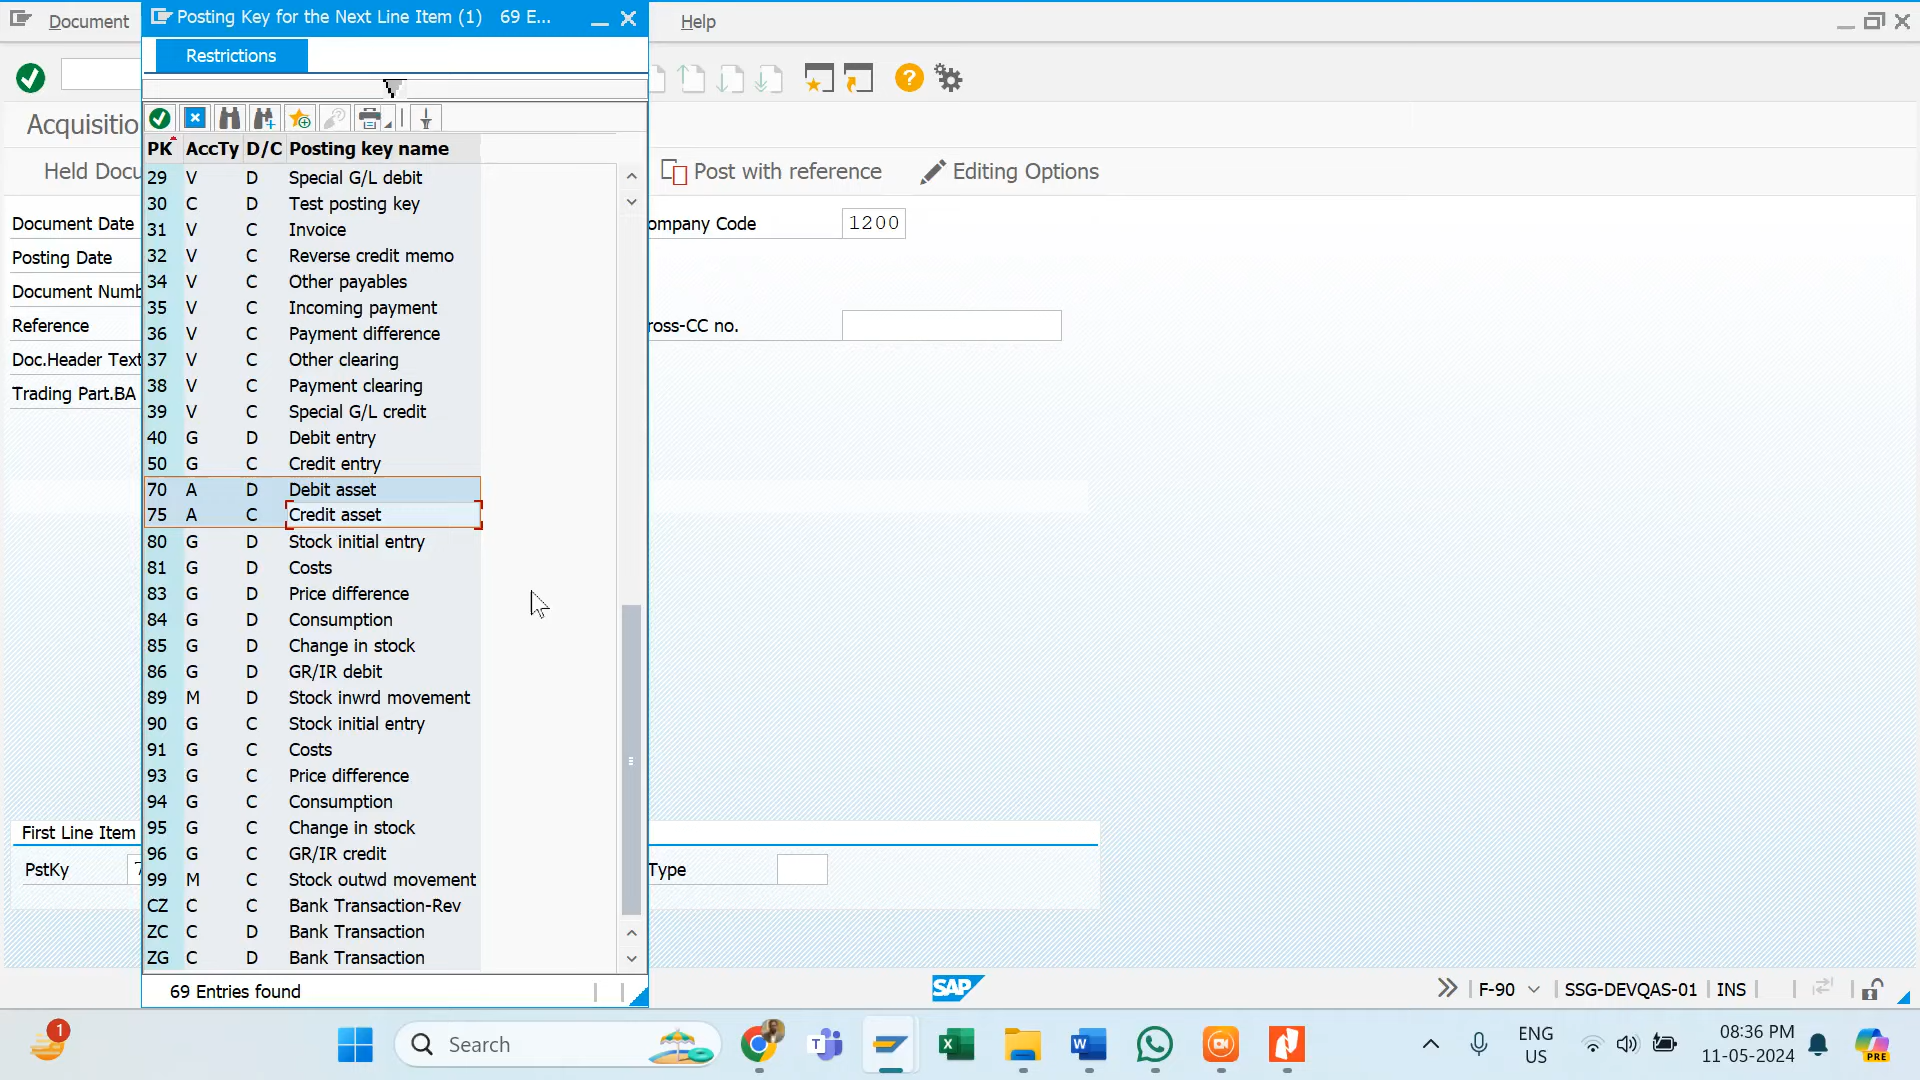 Document
Posting Key for the Next Line Item (1) 69 E...
Help
Restrictions
Acquisitio
PK AccTy D/C Posting key name
Held Docu
Post with reference
Editing Options
29 V D Special G/L debit
30 C D Test posting key
31 V C Invoice
32 V C Reverse credit memo
34 V C Other payables
35 V C Incoming payment
36 V C Payment difference
37 V C Other clearing
38 V C Payment clearing
39 V C Special G/L credit
40 G D Debit entry
50 G C Credit entry
70 A D Debit asset
75 A C Credit asset
80 G D Stock initial entry
81 G D Costs
83 G D Price difference
84 G D Consumption
85 G D Change in stock
86 G D GR/IR debit
89 M D Stock inwrd movement
90 G C Stock initial entry
91 G C Costs
93 G C Price difference
94 G C Consumption
95 G C Change in stock
96 G C GR/IR credit
99 M C Stock outwd movement
CZ C C Bank Transaction-Rev
ZC C D Bank Transaction
ZG C D Bank Transaction
69 Entries found
Document Date
ompany Code 1200
Posting Date
Document Numb
Reference
ross-CC no.
Doc.Header Text
Trading Part.BA
First Line Item
PstKy 7
Type
SAP
F-90
SSG-DEVQAS-01
INS
1
Search
ENG
US
08:36 PM
11-05-2024
PRE